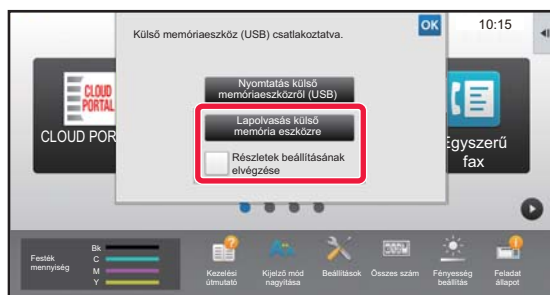 Külső memóriaeszköz (USB) csatlakoztatva.
OK
10:15
Nyomtatás külső
memóriaeszközről (USB)
Lapolvasás külső
memória eszközre
Részletek beállításának
elvégzése
CLOUD
PORTAL
CLOUD POR
Egyszerű
fax
Festék
mennyiség
Bk
C
M
Y
Kezelési
útmutató
Kijelző mód
nagyítása
Beállítások
Összes szám
Fényesség
beállítás
Feladat
állapot